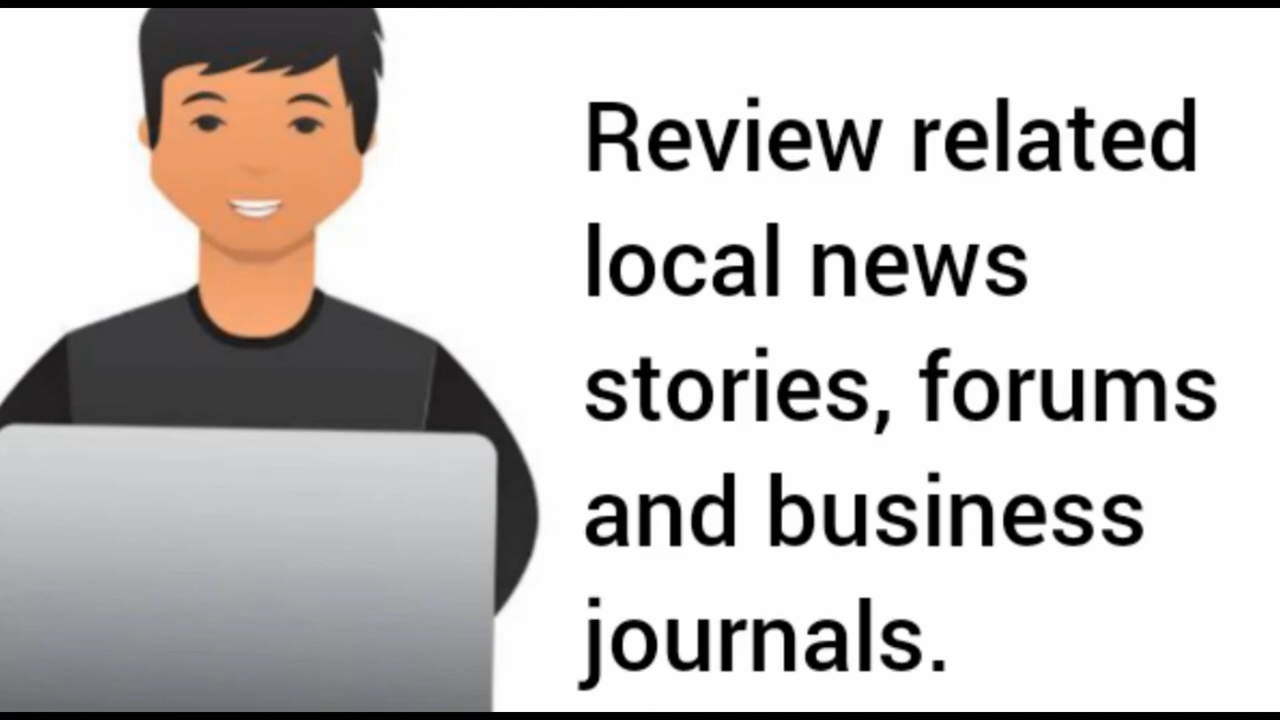 Review related
local news
stories, forums
and business
journals.